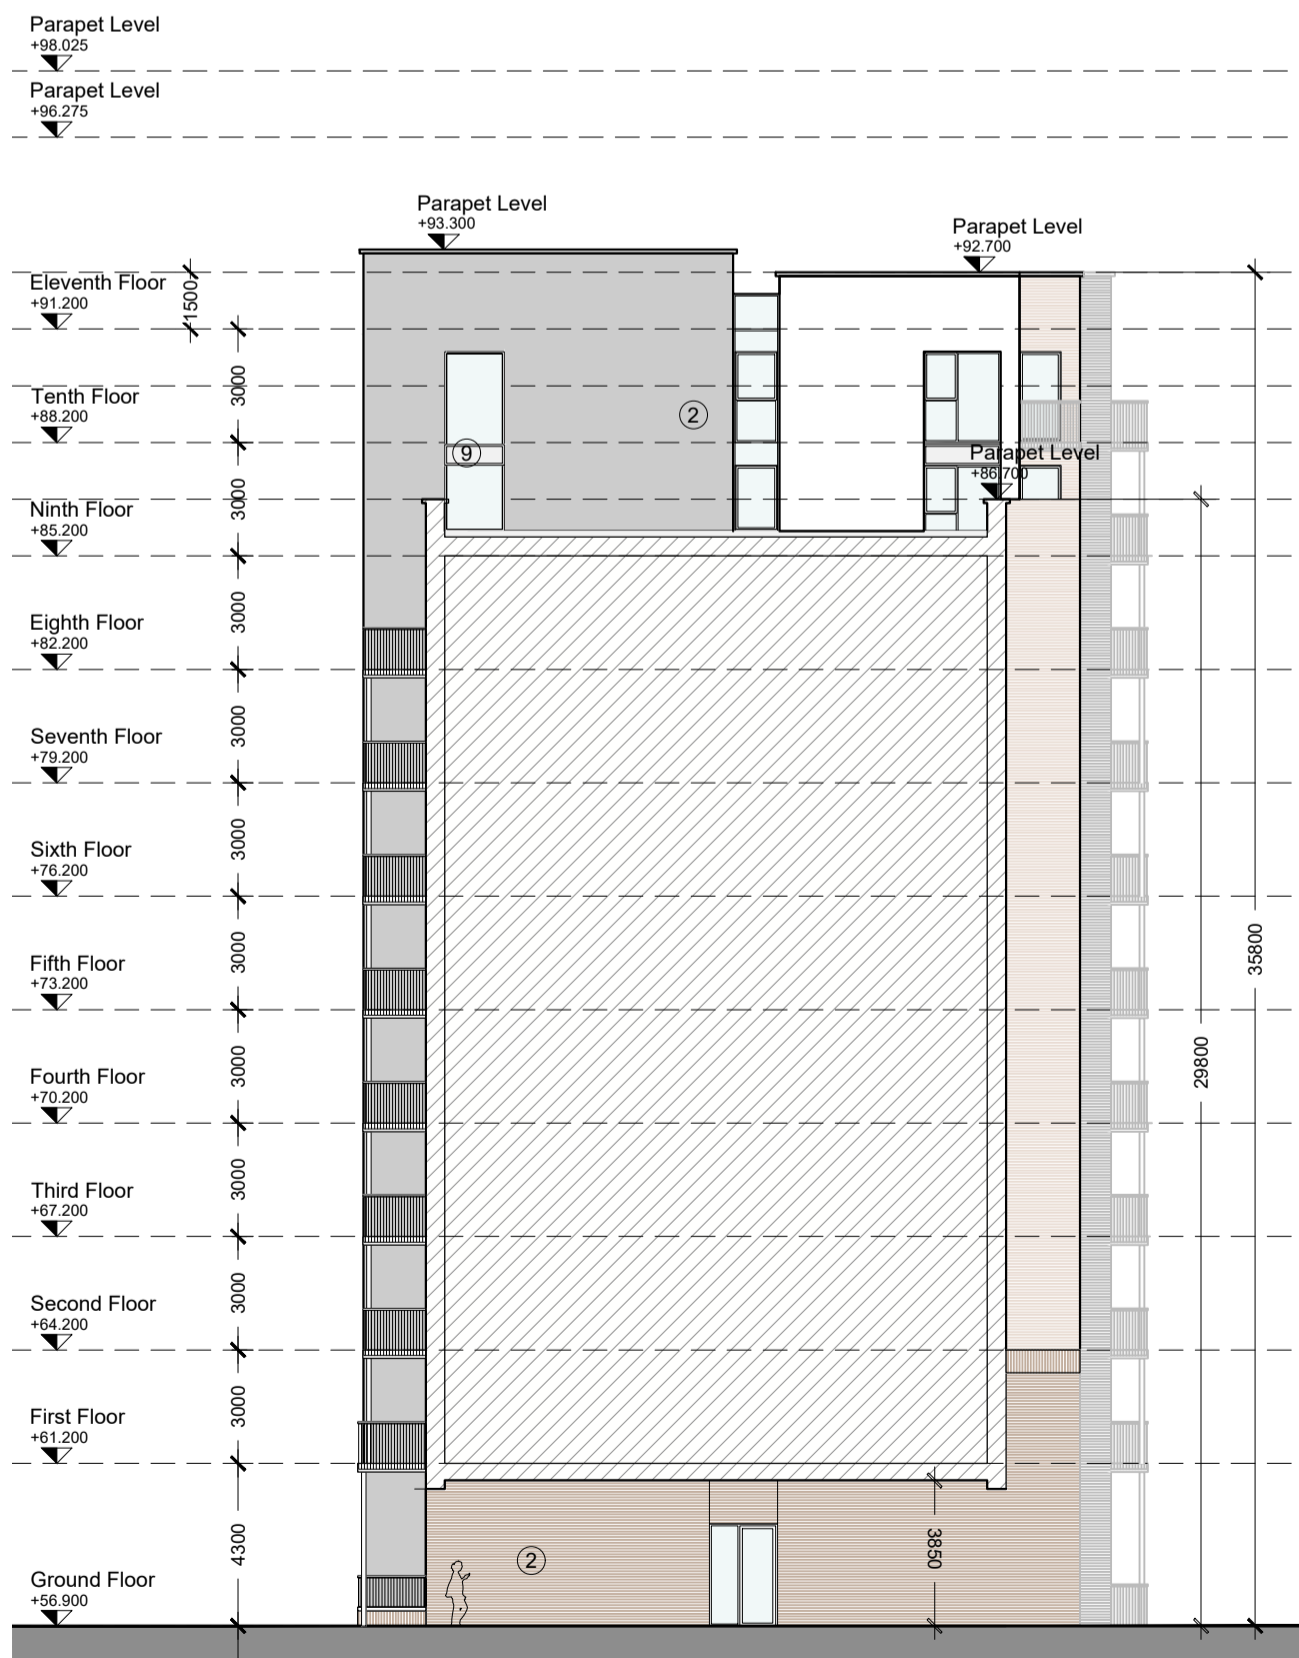 Parapet Level
+98.025
Parapet Level
+96.275
Parapet Level
+93.300
Parapet Level
+92.700
Eleventh Floor
+91.200
1500
3000
Tenth Floor
+88.200
2
9
Parapet Level
+86.700
3000
Ninth Floor
+85.200
3000
Eighth Floor
+82.200
3000
Seventh Floor
+79.200
3000
Sixth Floor
+76.200
3000
35800
Fifth Floor
+73.200
3000
29800
Fourth Floor
+70.200
3000
Third Floor
+67.200
3000
Second Floor
+64.200
3000
First Floor
+61.200
4300
3850
2
Ground Floor
+56.900